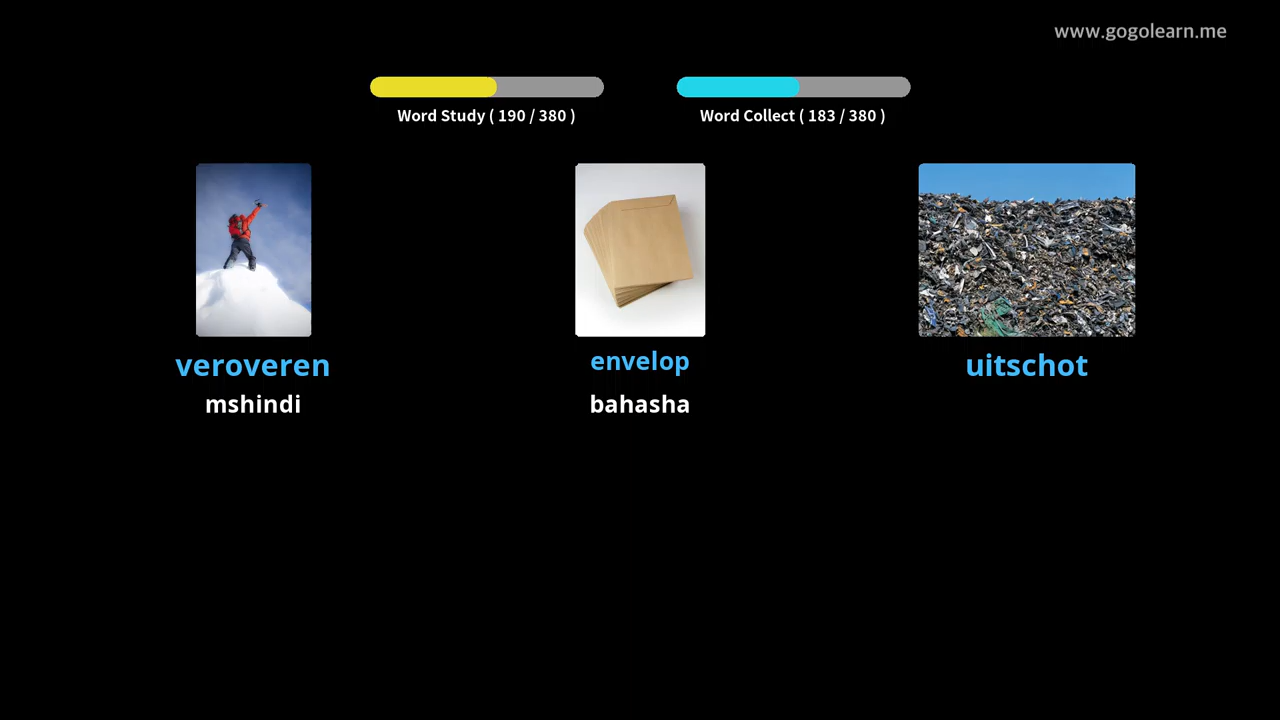 www.gogolearn.me
Word Study ( 190 / 380 )
Word Collect ( 183 / 380 )
veroveren
mshindi
envelop
bahasha
uitschot